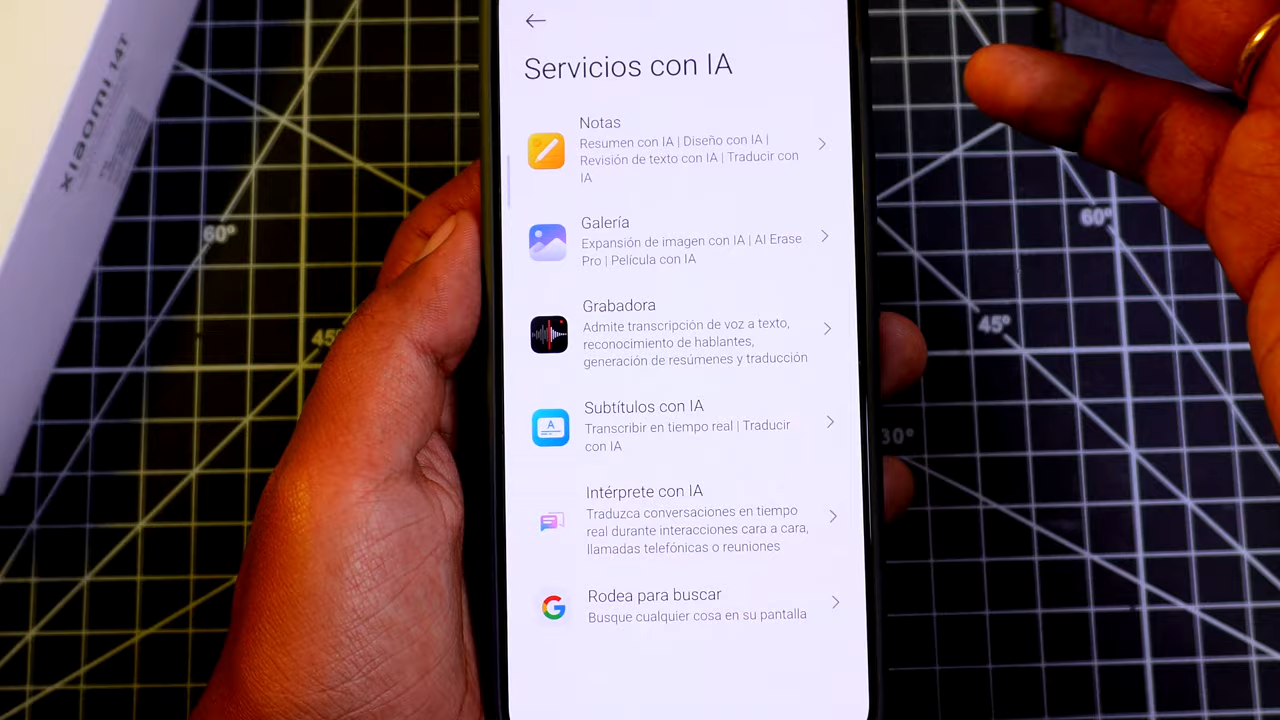 xiaomi 14T
60°
45°
Servicios con IA
Notas
Resumen con IA | Diseño con IA |
Revisión de texto con IA | Traducir con
IA
Galería
Expansión de imagen con IA | AI Erase
Pro | Película con IA
Grabadora
Admite transcripción de voz a texto,
reconocimiento de hablantes,
generación de resúmenes y traducción
A
Subtítulos con IA
Transcribir en tiempo real | Traducir
con IA
Intérprete con IA
Traduzca conversaciones en tiempo
real durante interacciones cara a cara,
llamadas telefónicas o reuniones
G
Rodea para buscar
Busque cualquier cosa en su pantalla
60°
45°
30°